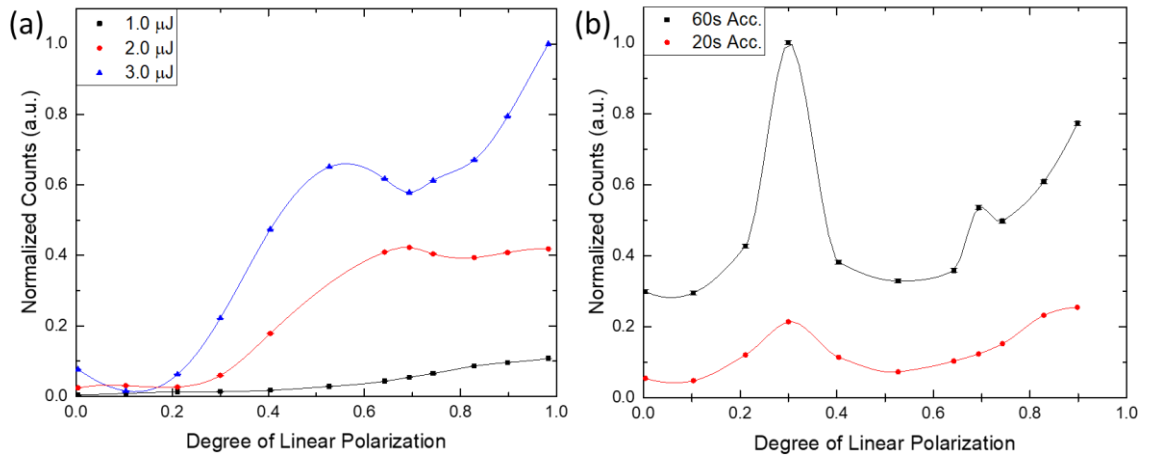 (a)
1.0 μJ
2.0 μJ
3.0 μJ
Normalized Counts (a.u.)
1.0
0.8
0.6
0.4
0.2
0.0
0.0 0.2 0.4 0.6 0.8 1.0
Degree of Linear Polarization
(b)
60s Acc.
20s Acc.
Normalized Counts (a.u.)
1.0
0.8
0.6
0.4
0.2
0.0
0.0 0.2 0.4 0.6 0.8 1.0
Degree of Linear Polarization